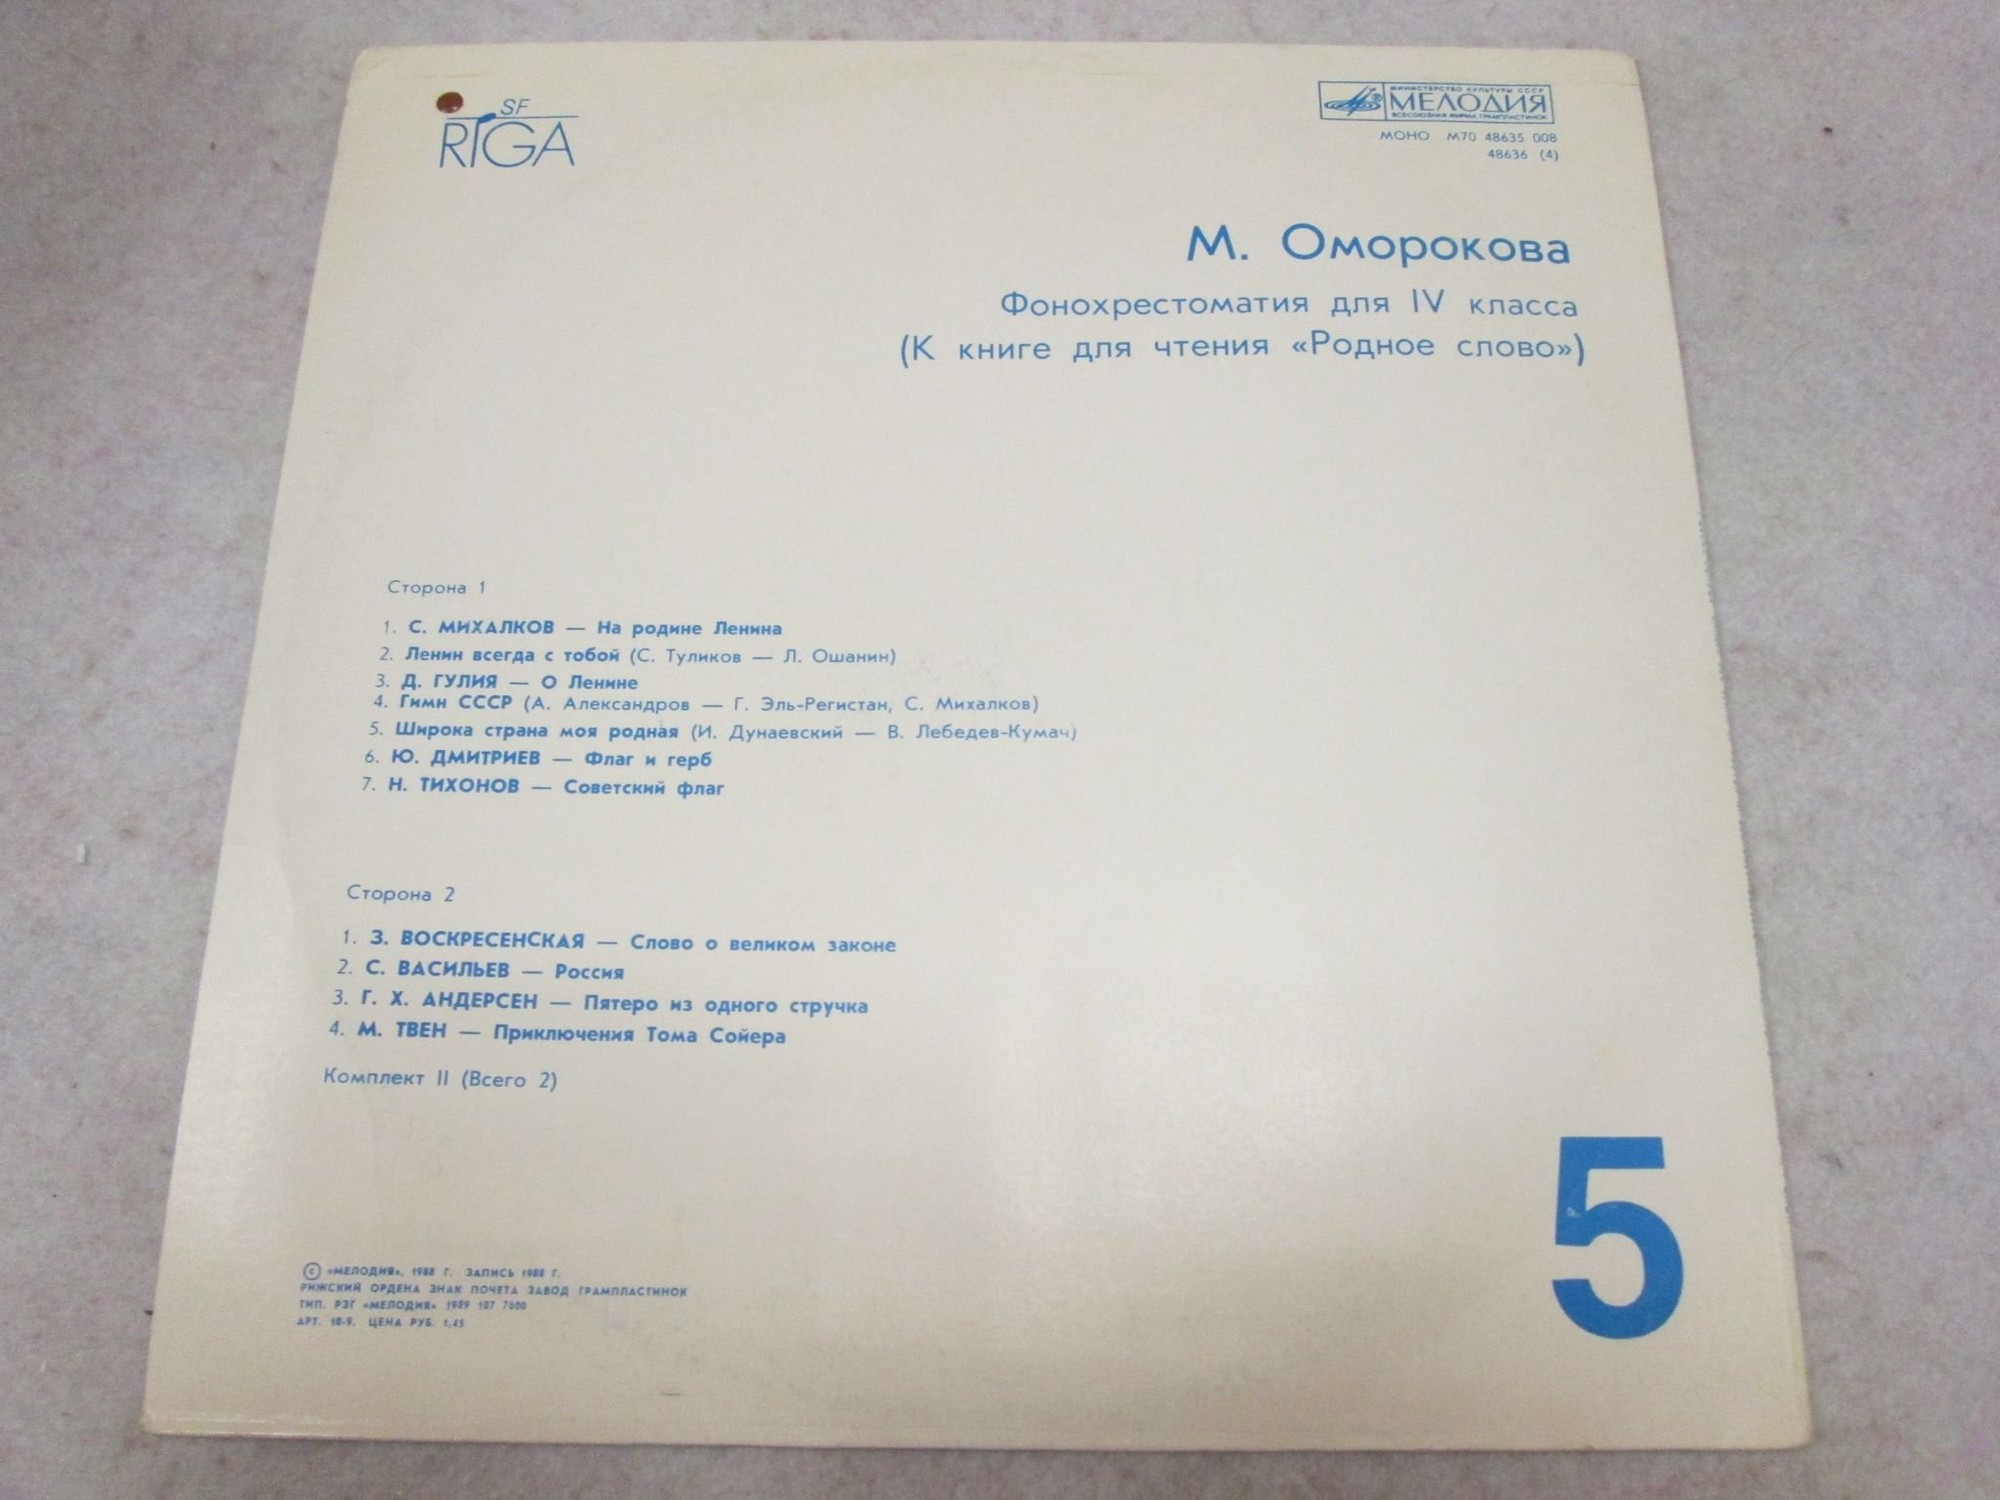 SF
RIGA
МИНИСТЕРСТВО КУЛЬТУРЫ СССР
МЕЛОДИЯ
ВСЕСОЮЗНАЯ ФИРМА ГРАМПЛАСТИНОК
МОНО М70 48635 008
48636 (4)
М. Оморокова
Фонохрестоматия для IV класса
(К книге для чтения «Родное слово»)
Сторона 1
1. С. МИХАЛКОВ — На родине Ленина
2. Ленин всегда с тобой (С. Туликов — Л. Ошанин)
3. Д. ГУЛИЯ — О Ленине
4. Гимн СССР (А. Александров — Г. Эль-Регистан, С. Михалков)
5. Широка страна моя родная (И. Дунаевский — В. Лебедев-Кумач)
6. Ю. ДМИТРИЕВ — Флаг и герб
7. Н. ТИХОНОВ — Советский флаг
Сторона 2
1. З. ВОСКРЕСЕНСКАЯ — Слово о великом законе
2. С. ВАСИЛЬЕВ — Россия
3. Г. Х. АНДЕРСЕН — Пятеро из одного стручка
4. М. ТВЕН — Приключения Тома Сойера
Комплект II (Всего 2)
5
© «МЕЛОДИЯ», 1988 Г. ЗАПИСЬ 1988 Г.
РИЖСКИЙ ОРДЕНА ЗНАК ПОЧЕТА ЗАВОД ГРАМПЛАСТИНОК
ТИП. РЗГ «МЕЛОДИЯ» 1989 107 7600
АРТ. 10-9. ЦЕНА РУБ. 1,45